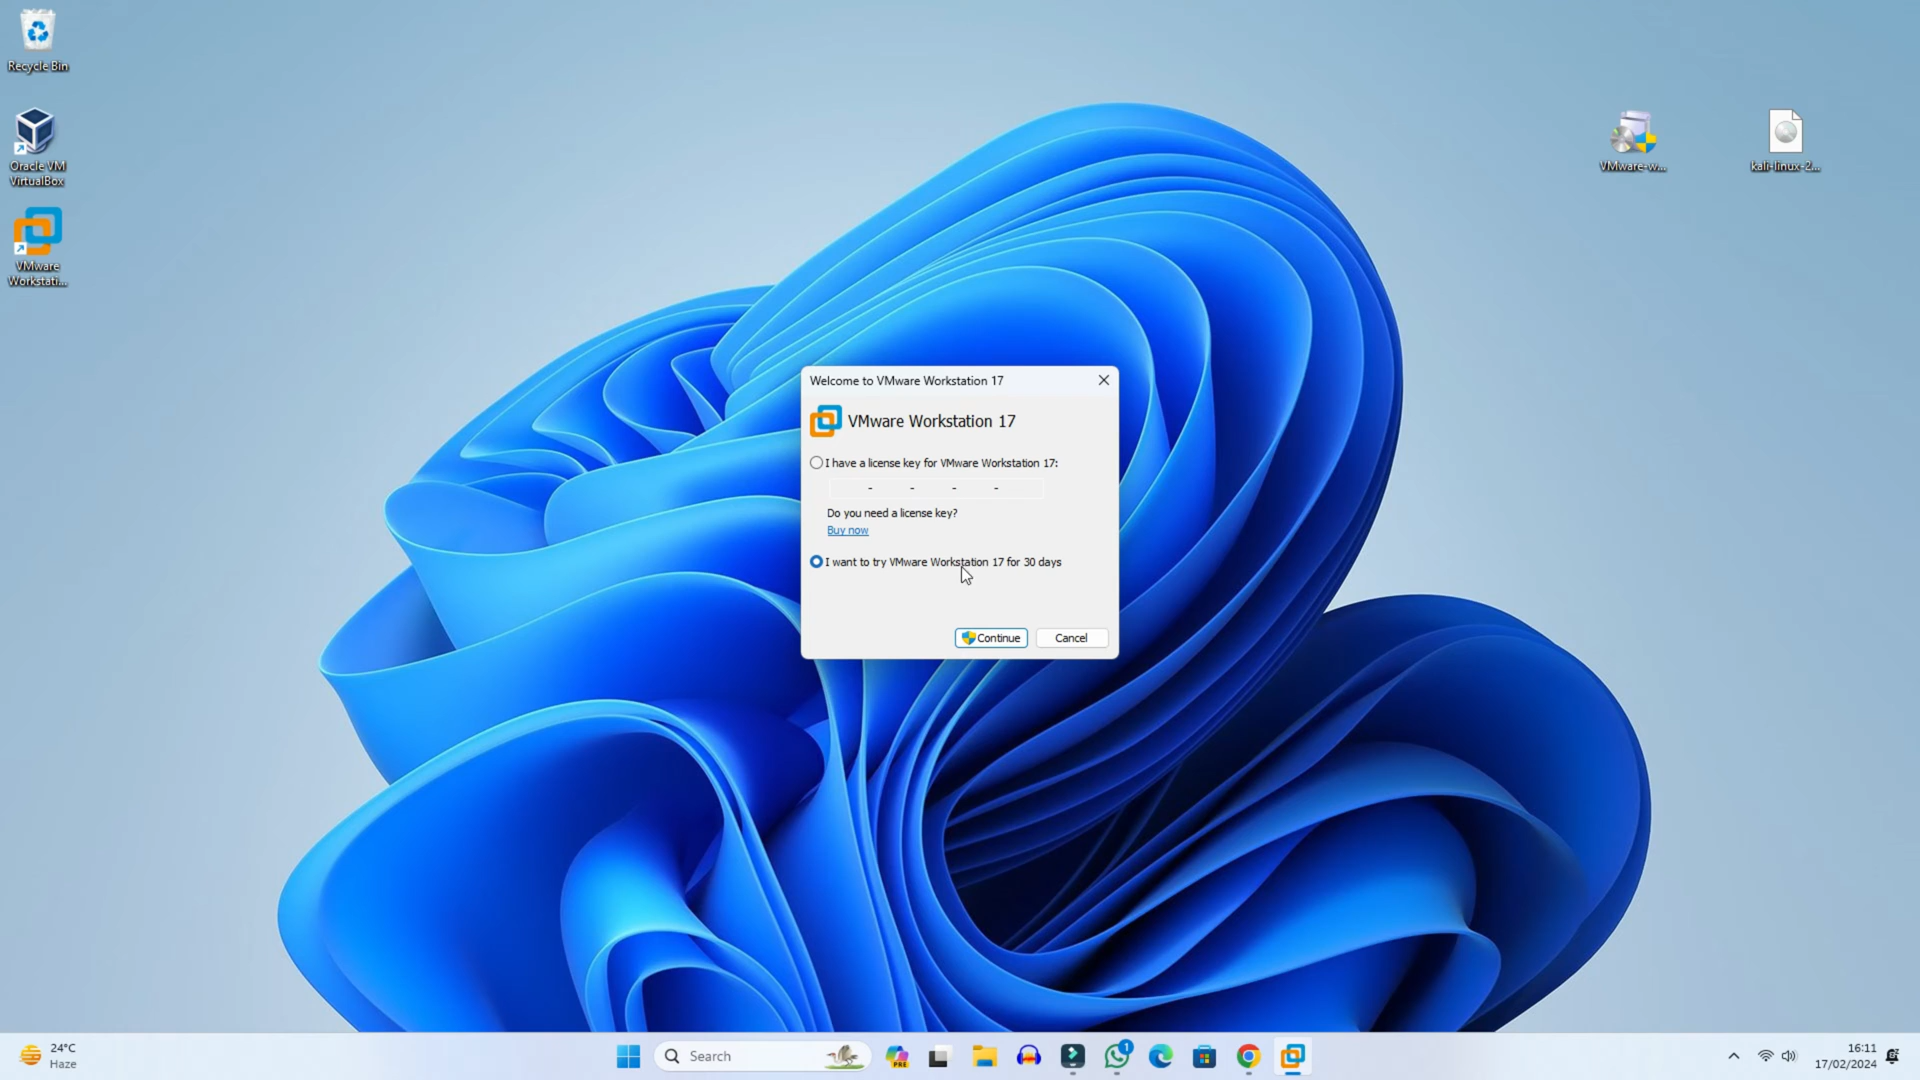 Recycle Bin
Oracle VM
VirtualBox
VMware
Workstati...
VMware-w...
kali-linux-2...
Welcome to VMware Workstation 17
VMware Workstation 17
I have a license key for VMware Workstation 17:
- - - -
Do you need a license key?
Buy now
I want to try VMware Workstation 17 for 30 days
Continue
Cancel
24°C
Haze
Search
PRE
1
16:11
17/02/2024